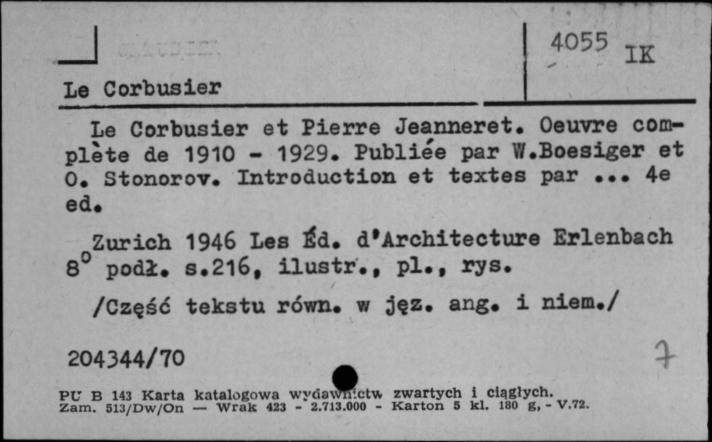 4055 IK
Le Corbusier
Le Corbusier et Pierre Jeanneret. Oeuvre com-
plète de 1910 - 1929. Publiée par W.Boesiger et
O. Stonorov. Introduction et textes par ... 4e
ed.
Zurich 1946 Les Éd. d'Architecture Erlenbach
8° podł. s.216, ilustr., pl., rys.
/Część tekstu równ. w jęz. ang. i niem./
204344/70 7
PU B 143 Karta katalogowa wydawnictw zwartych i ciągłych.
Zam. 513/Dw/On — Wrak 423 - 2.713.000 - Karton 5 kl. 180 g, - V.72.